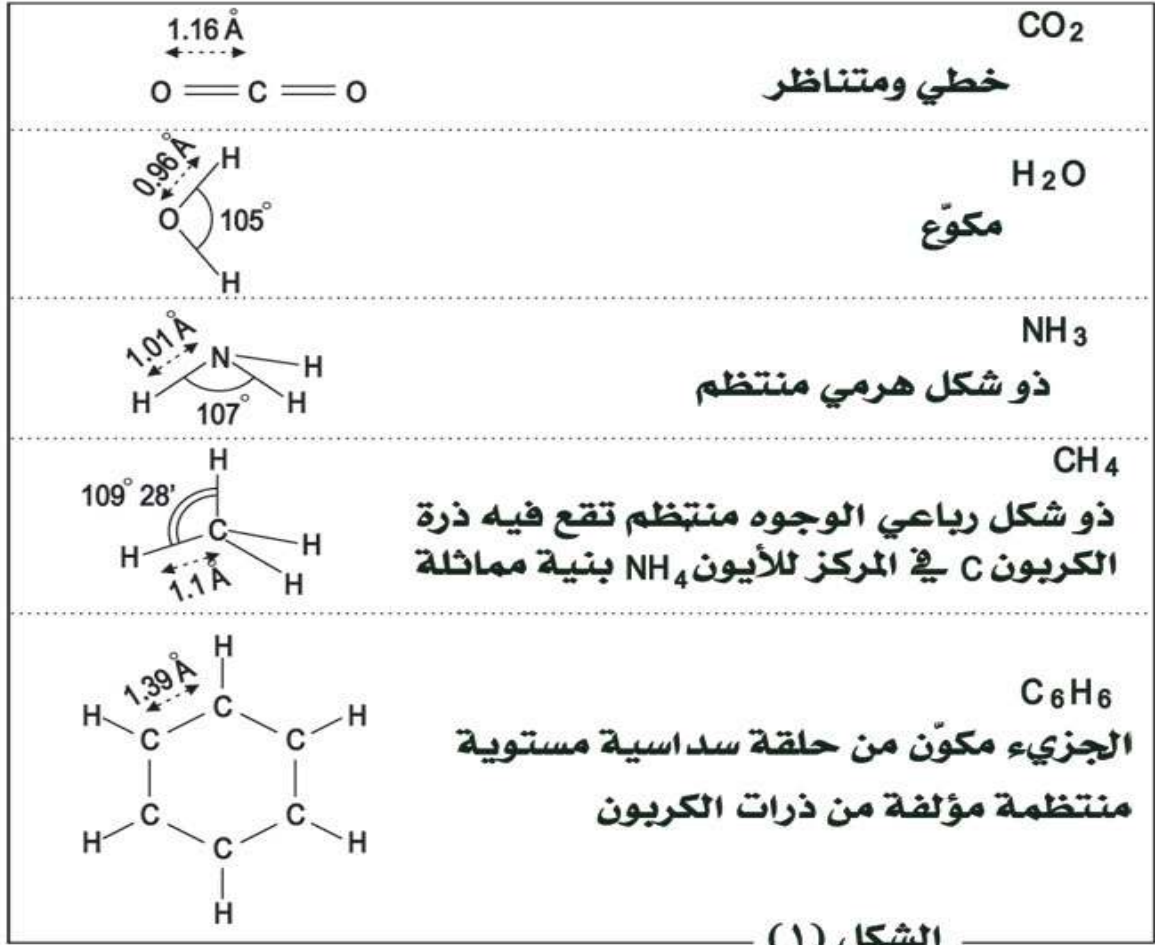 CO₂
خطي ومتناظر
1.16 Å
O = C = O
H₂O
مكوّع
0.96 Å
H
O
105°
H
NH₃
ذو شكل هرمي منتظم
1.01 Å
N
H
H
H
107°
CH₄
ذو شكل رباعي الوجوه منتظم تقع فيه ذرة
الكربون C في المركز للأيون NH₄ بنية مماثلة
H
109° 28'
C
H
H
H
1.1 Å
C₆H₆
الجزيء مكوّن من حلقة سداسية مستوية
منتظمة مؤلفة من ذرات الكربون
H
1.39 Å
H C H
C C
C C
H C H
H
الشكل (١)